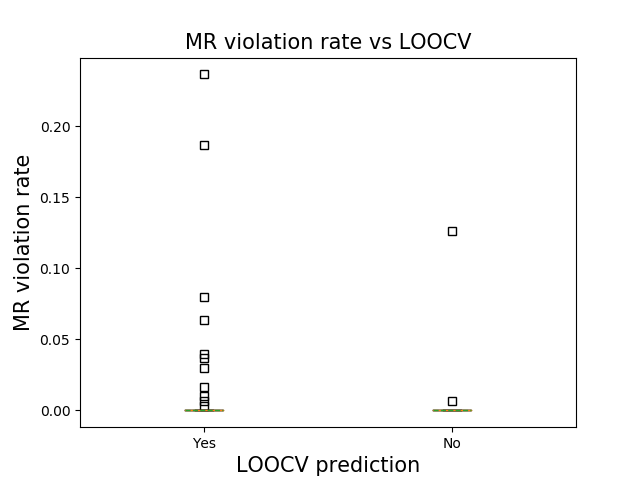 MR violation rate vs LOOCV
MR violation rate
0.20
0.15
0.10
0.05
0.00
Yes
No
LOOCV prediction